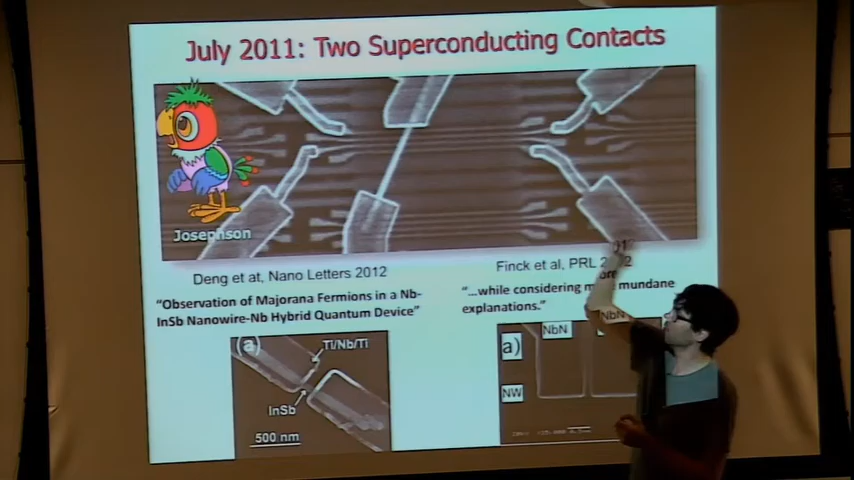 July 2011: Two Superconducting Contacts
Josephson
Deng et at, Nano Letters 2012
"Observation of Majorana Fermions in a Nb-
InSb Nanowire-Nb Hybrid Quantum Device"
Finck et al, PRL
"...while considering mundane
explanations."
a
Ti/Nb/Ti
InSb
500 nm
a)
NbN
NbN
NW